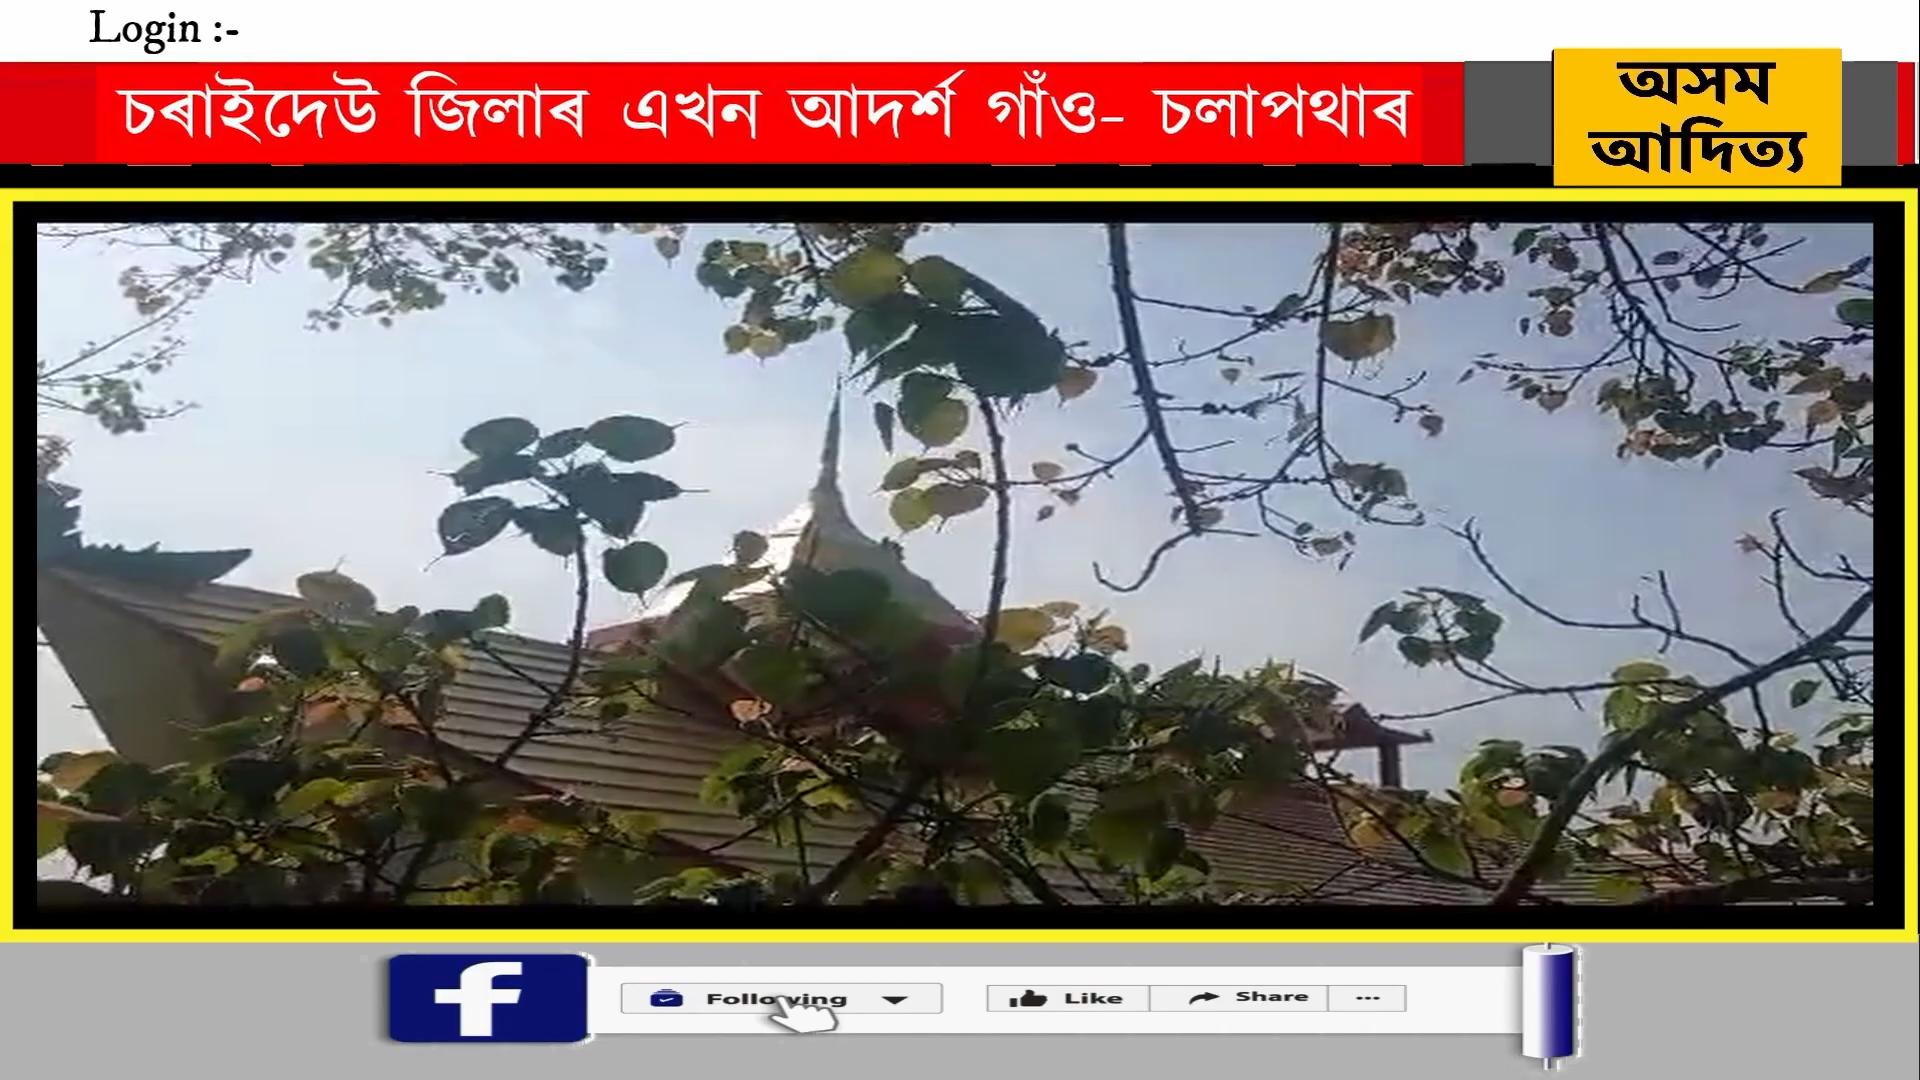 Login :-
চৰাইদেউ জিলাৰ এখন আদৰ্শ গাঁও- চলাপথাৰ
অসম
আদিত্য
f
Following
Like
Share
...